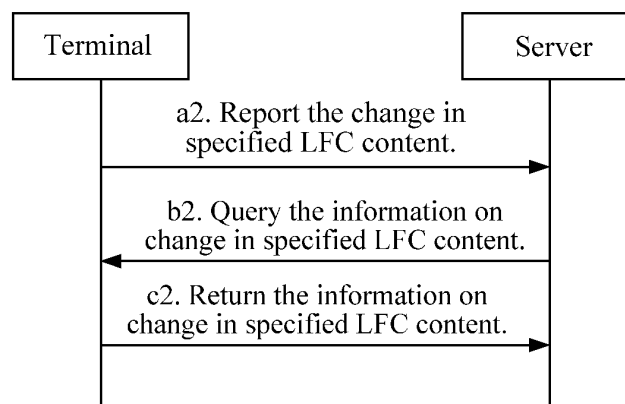 Terminal
Server
a2. Report the change in
specified LFC content.
b2. Query the information on
change in specified LFC content.
c2. Return the information on
change in specified LFC content.